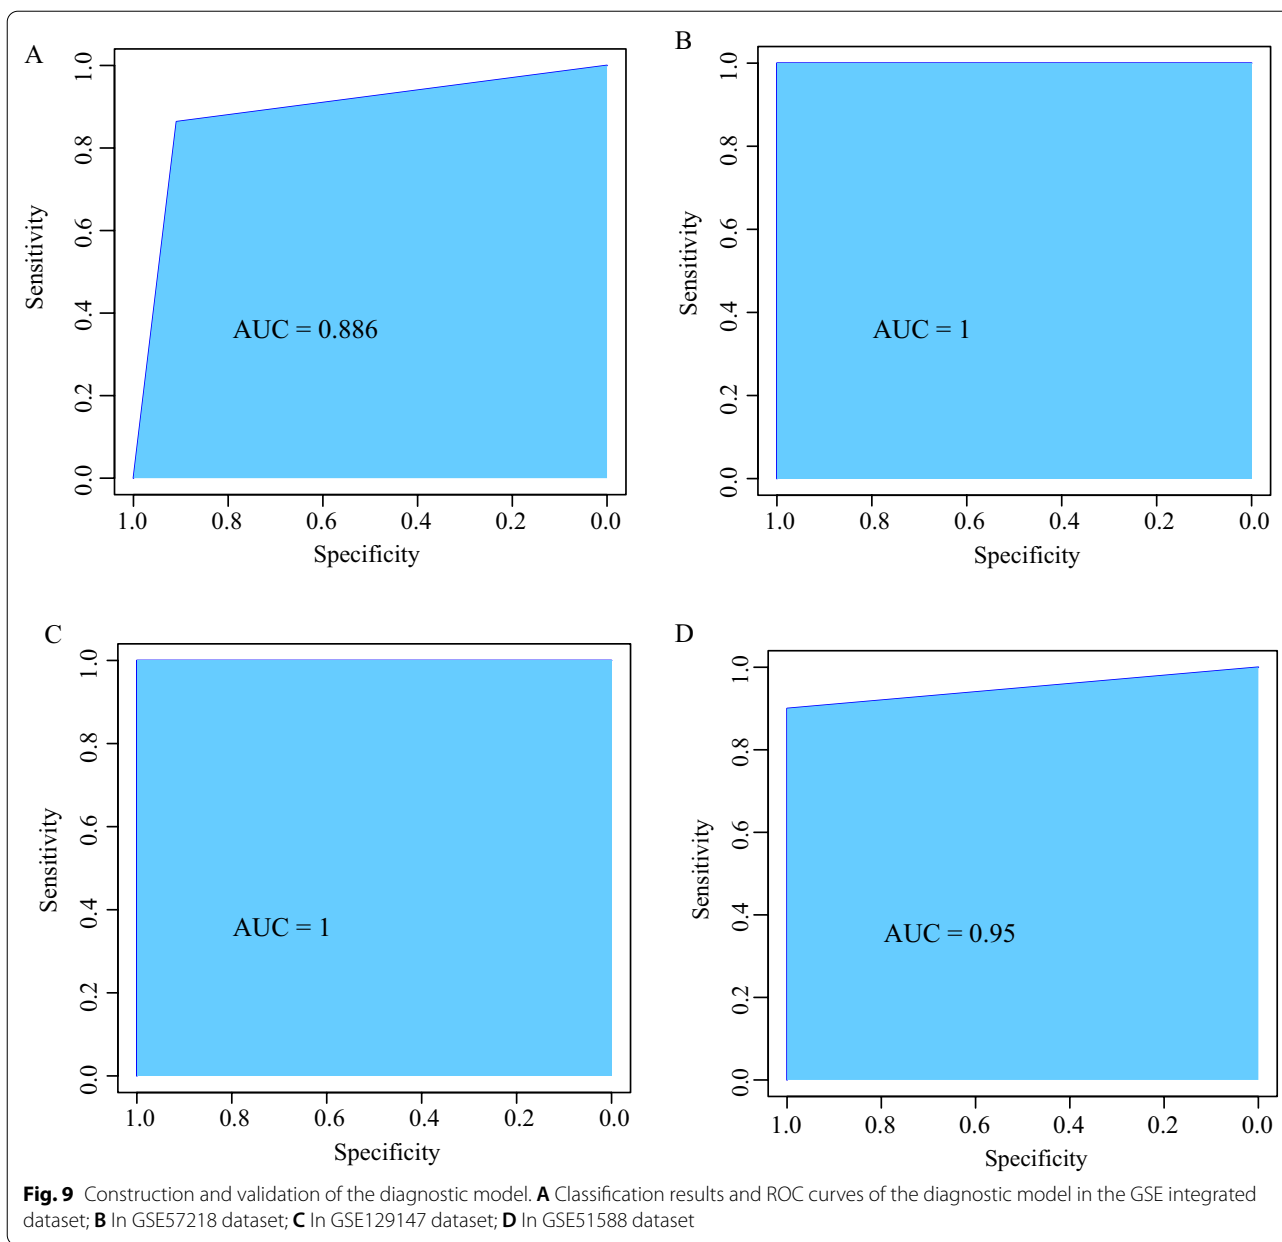 A
1.0
0.8
0.6
0.4
0.2
0.0
Sensitivity
AUC = 0.886
1.0 0.8 0.6 0.4 0.2 0.0
Specificity
B
1.0
0.8
0.6
0.4
0.2
0.0
Sensitivity
AUC = 1
1.0 0.8 0.6 0.4 0.2 0.0
Specificity
C
1.0
0.8
0.6
0.4
0.2
0.0
Sensitivity
AUC = 1
1.0 0.8 0.6 0.4 0.2 0.0
Specificity
D
1.0
0.8
0.6
0.4
0.2
0.0
Sensitivity
AUC = 0.95
1.0 0.8 0.6 0.4 0.2 0.0
Specificity
Fig. 9 Construction and validation of the diagnostic model. A Classification results and ROC curves of the diagnostic model in the GSE integrated
dataset; B In GSE57218 dataset; C In GSE129147 dataset; D In GSE51588 dataset